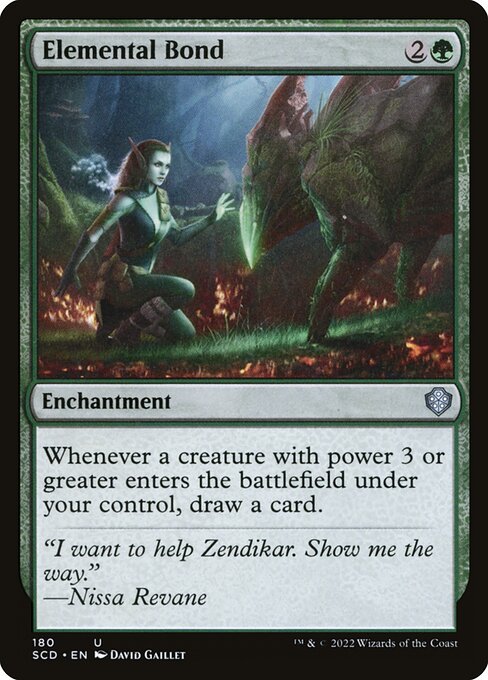 Elemental Bond 2
Enchantment
Whenever a creature with power 3 or
greater enters the battlefield under
your control, draw a card.
“I want to help Zendikar. Show me the
way.”
—Nissa Revane
180 U
SCD • EN DAVID GAILLET
™ & © 2022 Wizards of the Coast